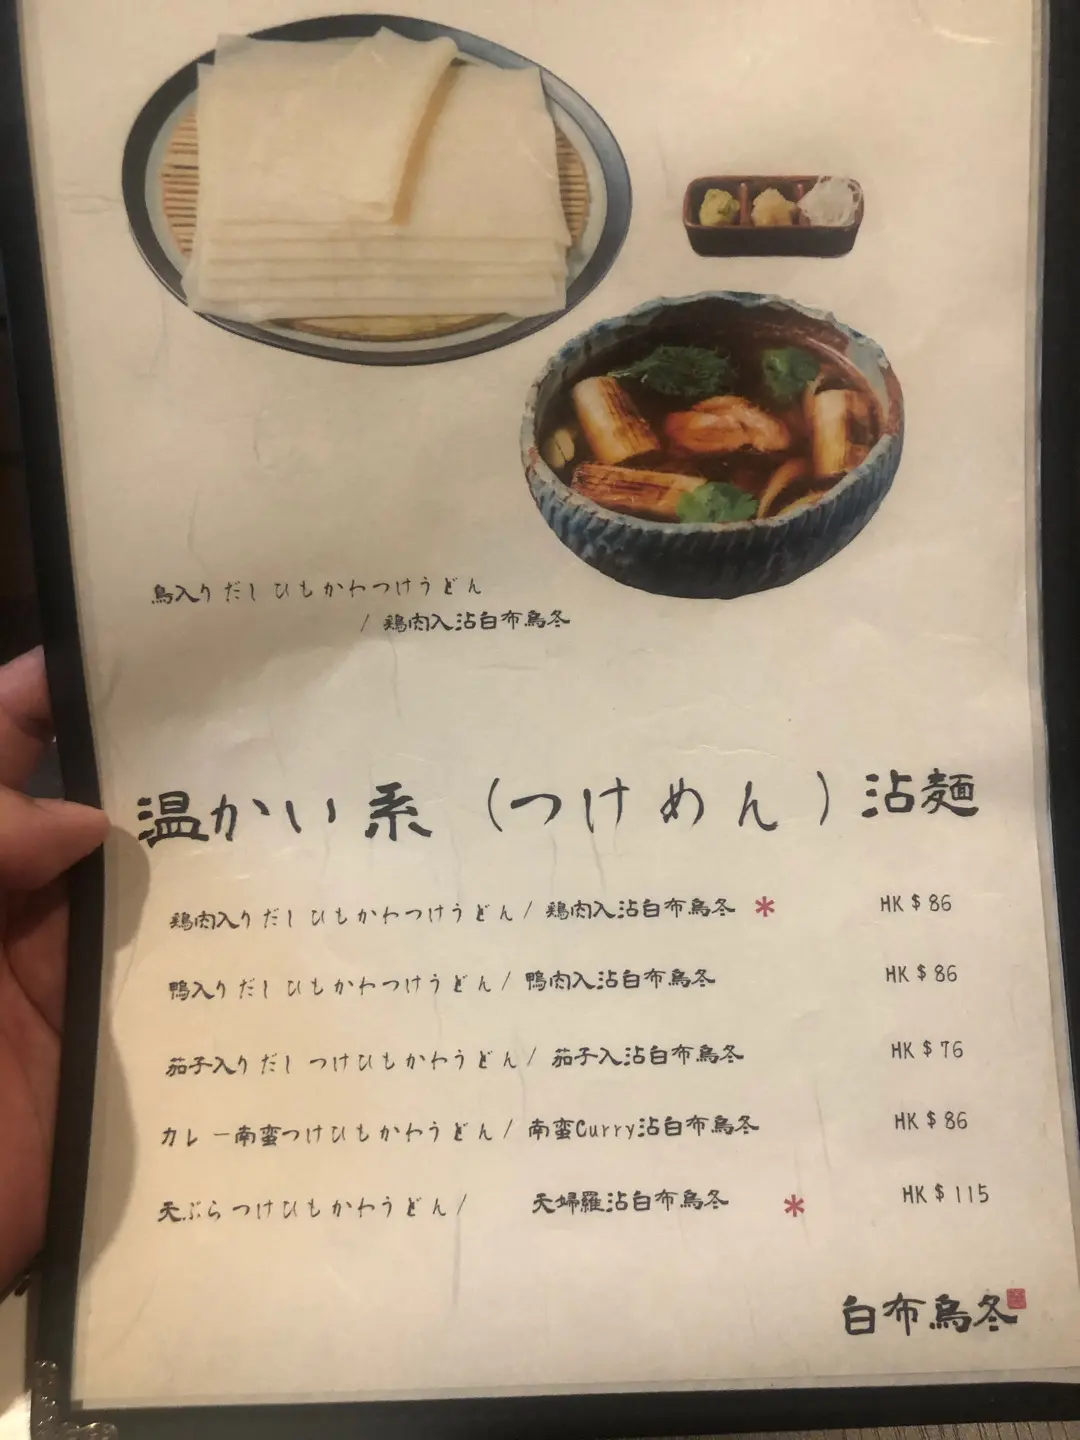 鳥入りだしひもかわつけうどん
/ 鶏肉入沾白布烏冬
温かい系（つけめん）沾麵
鶏肉入りだしひもかわつけうどん / 鶏肉入沾白布烏冬 * HK $ 86
鴨入りだしひもかわつけうどん / 鴨肉入沾白布烏冬 HK $ 86
茄子入りだしつけひもかわうどん / 茄子入沾白布烏冬 HK $ 76
カレー南蛮つけひもかわうどん / 南蛮Curry沾白布烏冬 HK $ 86
天ぷらつけひもかわうどん / 天婦羅沾白布烏冬 * HK $ 115
白布烏冬